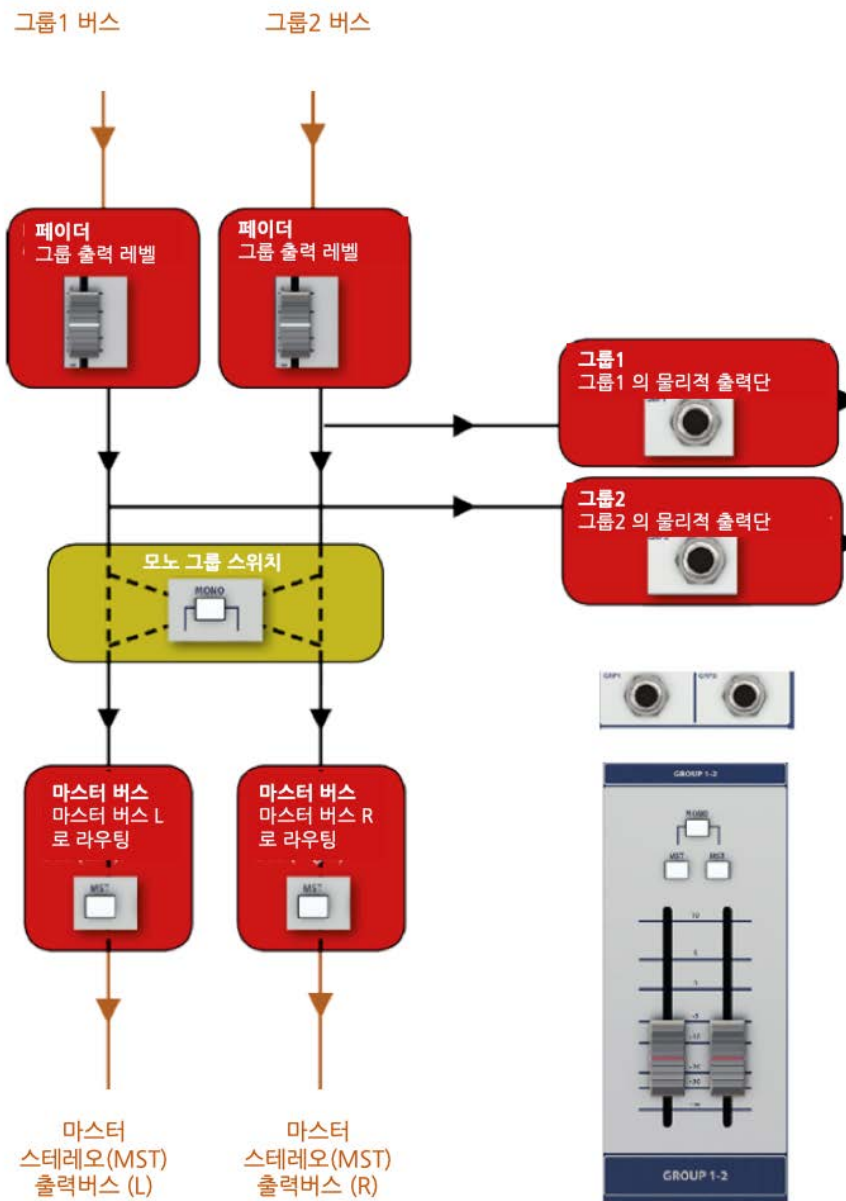 그룹1 버스
그룹2 버스
페이더
그룹 출력 레벨
페이더
그룹 출력 레벨
그룹1
그룹1 의 물리적 출력단
그룹2
그룹2 의 물리적 출력단
모노 그룹 스위치
MONO
마스터 버스
마스터 버스 L
로 라우팅
MST
마스터 버스
마스터 버스 R
로 라우팅
MST
GROUP 1-2
MONO
MST
MST
10
GROUP 1-2
마스터
스테레오(MST)
출력버스 (L)
마스터
스테레오(MST)
출력버스 (R)